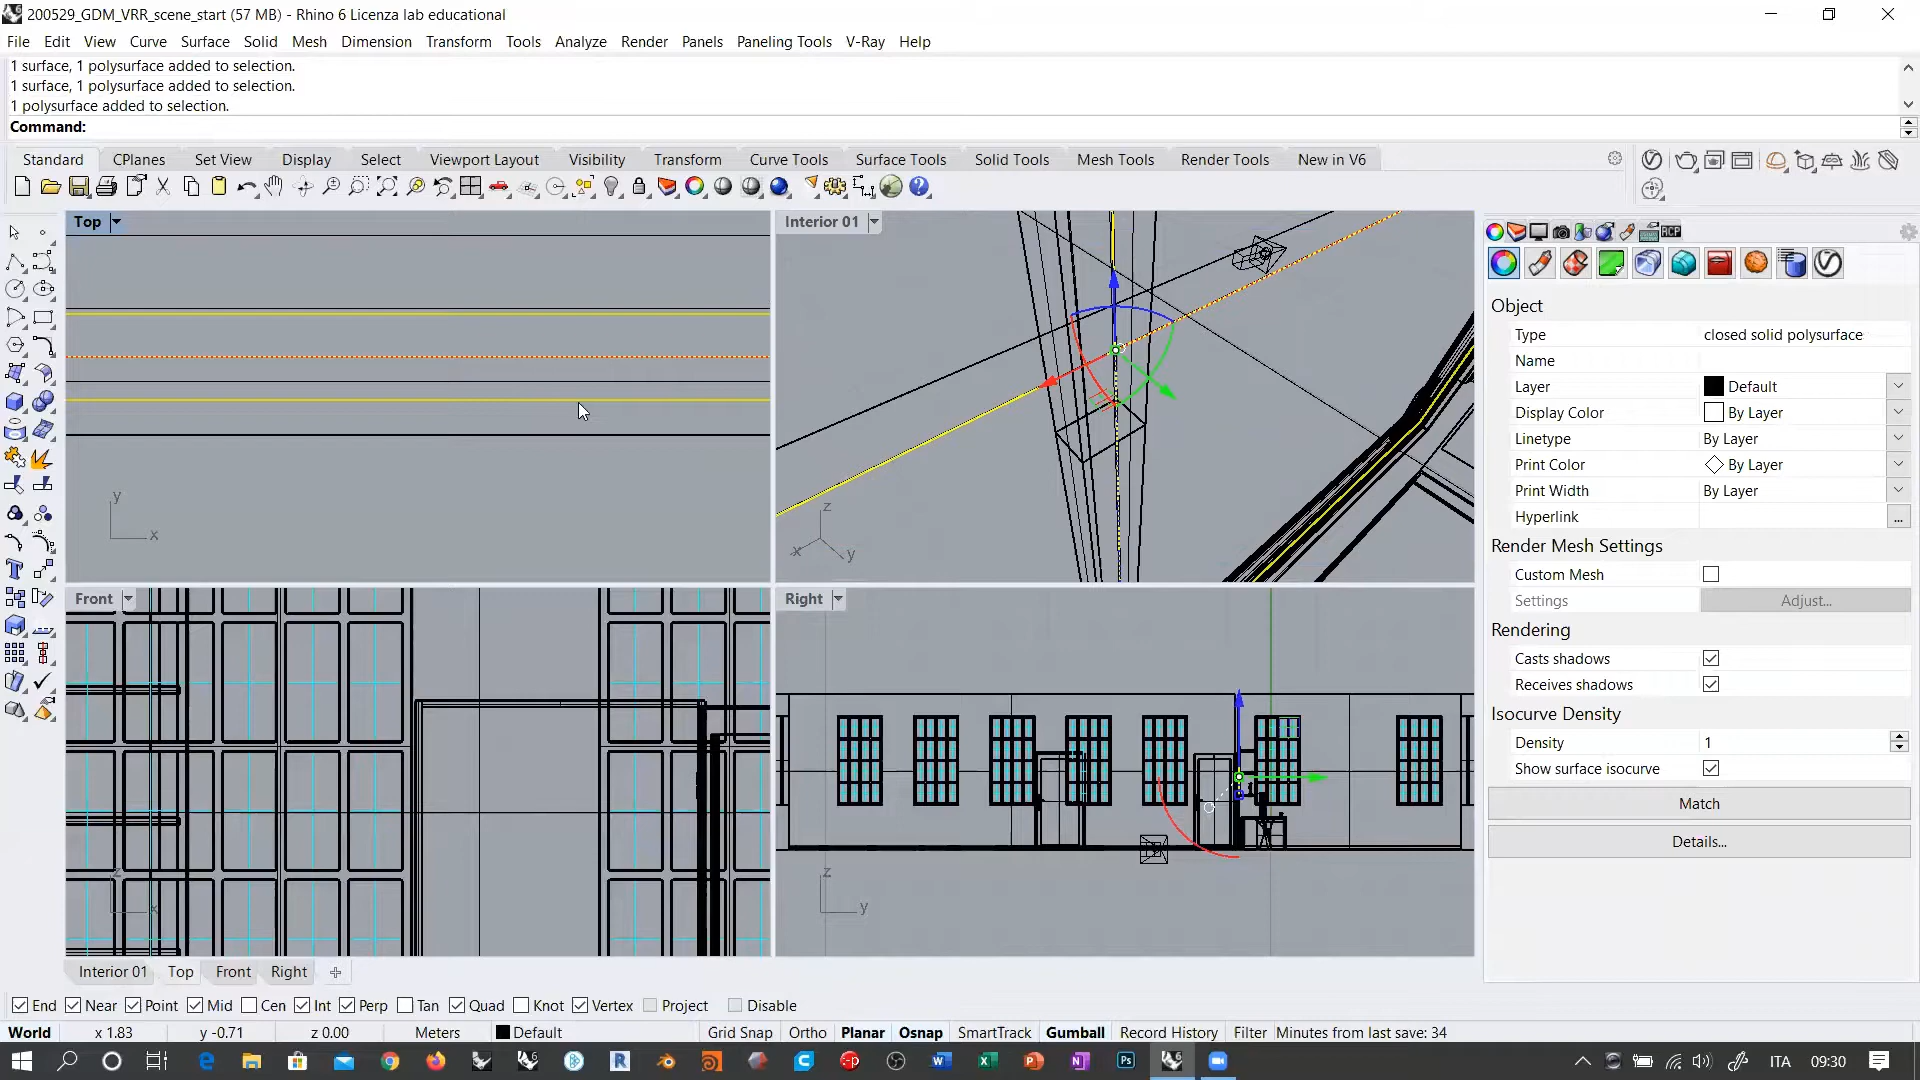 200529_GDM_VRR_scene_start (57 MB) - Rhino 6 Licenza lab educational
File Edit View Curve Surface Solid Mesh Dimension Transform Tools Analyze Render Panels Paneling Tools V-Ray Help
1 surface, 1 polysurface added to selection.
1 surface, 1 polysurface added to selection.
1 polysurface added to selection.
Command:
Standard CPlanes Set View Display Select Viewport Layout Visibility Transform Curve Tools Surface Tools Solid Tools Mesh Tools Render Tools New in V6
Top
y
x
Interior 01
z
x
y
RCP
Object
Type closed solid polysurface
Name
Layer Default
Display Color By Layer
Linetype By Layer
Print Color By Layer
Print Width By Layer
Hyperlink ...
Render Mesh Settings
Custom Mesh
Settings Adjust...
Rendering
Casts shadows
Receives shadows
Isocurve Density
Density 1
Show surface isocurve
Match
Details...
Front
z
x
Right
z
y
Interior 01 Top Front Right
End Near Point Mid Cen Int Perp Tan Quad Knot Vertex Project Disable
World x 1.83 y -0.71 z 0.00 Meters Default Grid Snap Ortho Planar Osnap SmartTrack Gumball Record History Filter Minutes from last save: 34
ITA 09:30